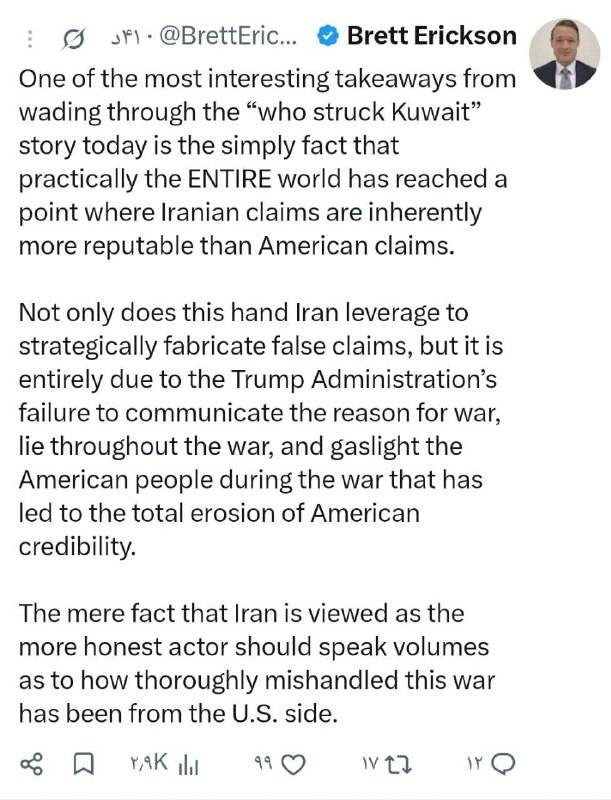 Brett Erickson @BrettEric... · ۴۱د
One of the most interesting takeaways from
wading through the “who struck Kuwait”
story today is the simply fact that
practically the ENTIRE world has reached a
point where Iranian claims are inherently
more reputable than American claims.
Not only does this hand Iran leverage to
strategically fabricate false claims, but it is
entirely due to the Trump Administration’s
failure to communicate the reason for war,
lie throughout the war, and gaslight the
American people during the war that has
led to the total erosion of American
credibility.
The mere fact that Iran is viewed as the
more honest actor should speak volumes
as to how thoroughly mishandled this war
has been from the U.S. side.
۲٫۹K ۹۹ ۱۷ ۱۲